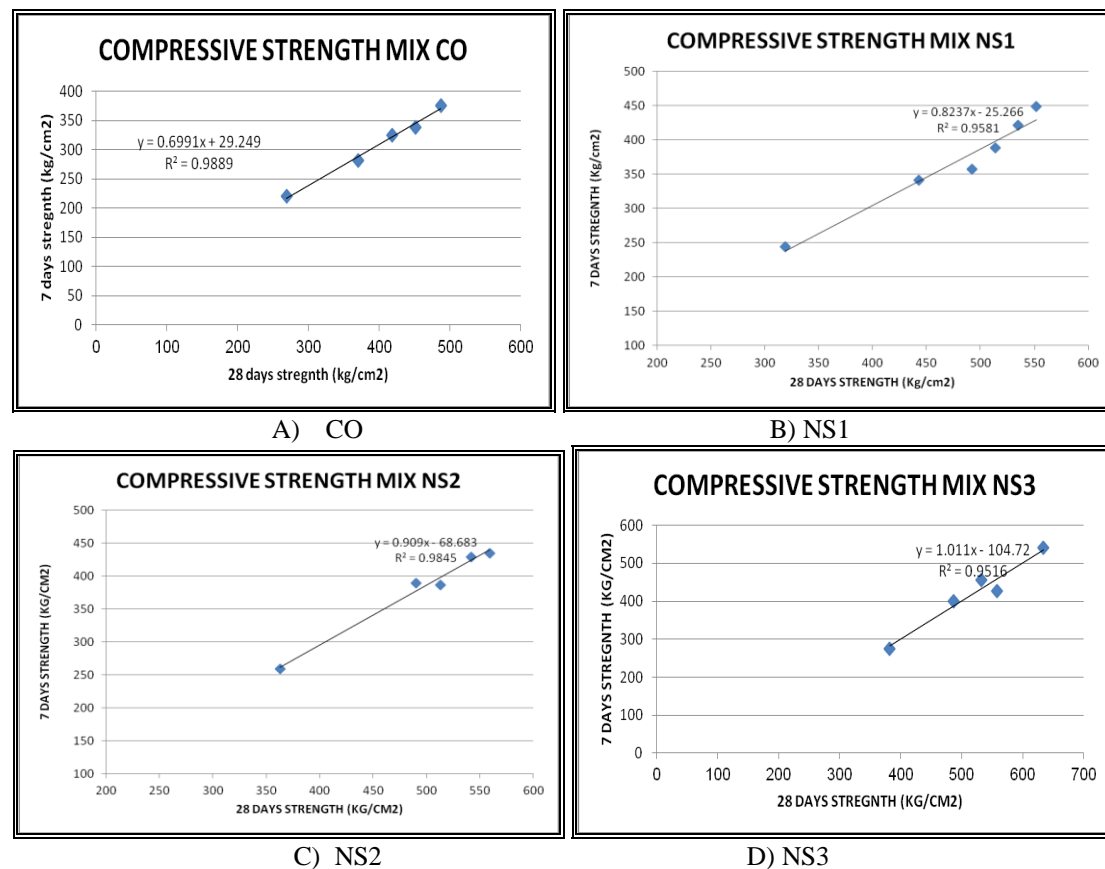 COMPRESSIVE STRENGTH MIX CO
400
350
300
250
200
150
100
50
0
7 days stregnth (kg/cm2)
y = 0.6991x + 29.249
R² = 0.9889
0 100 200 300 400 500 600
28 days stregnth (kg/cm2)
A) CO
COMPRESSIVE STRENGTH MIX NS1
500
450
400
350
300
250
200
150
100
7 DAYS STREGNTH (Kg/cm2)
y = 0.8237x - 25.266
R² = 0.9581
200 250 300 350 400 450 500 550 600
28 DAYS STRENGTH (Kg/cm2)
B) NS1
COMPRESSIVE STRENGTH MIX NS2
500
450
400
350
300
250
200
150
100
7 DAYS STRENGTH (KG/CM2)
y = 0.909x - 68.683
R² = 0.9845
200 250 300 350 400 450 500 550 600
28 DAYS STRENGTH (KG/CM2)
C) NS2
COMPRESSIVE STRENGTH MIX NS3
600
500
400
300
200
100
0
7 DAYS STREGNTH (KG/CM2)
y = 1.011x - 104.72
R² = 0.9516
0 100 200 300 400 500 600 700
28 DAYS STREGNTH (KG/CM2)
D) NS3